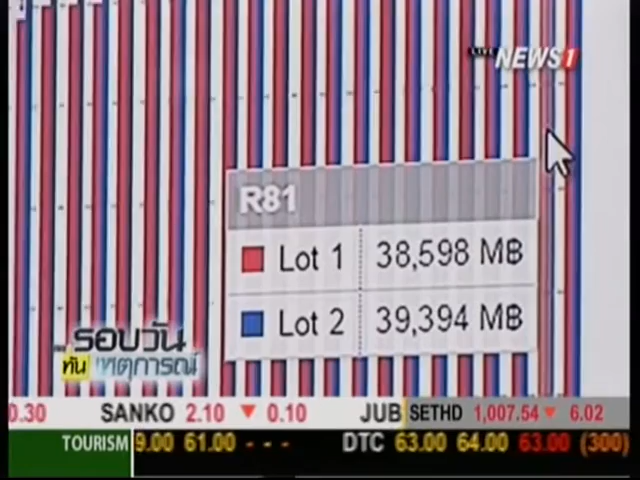 LIVE NEWS1
R81
Lot 1 38,598 MB
Lot 2 39,394 MB
รอบวัน
ทัน เหตุการณ์
0.30 SANKO 2.10 ▼ 0.10 JUB SETHD 1,007.54 ▼ 6.02
TOURISM 9.00 61.00 - - - DTC 63.00 64.00 63.00 (300)